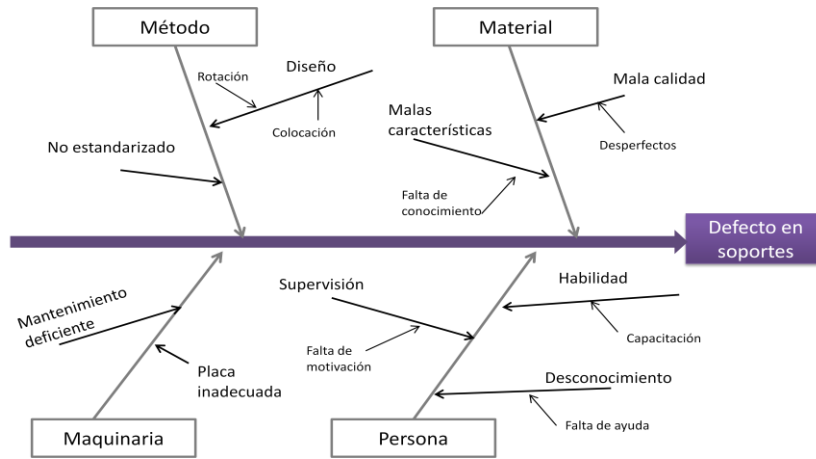 Método
Material
Diseño
Rotación
Colocación
No estandarizado
Mala calidad
Malas
características
Desperfectos
Falta de
conocimiento
Defecto en
soportes
Mantenimiento
deficiente
Placa
inadecuada
Supervisión
Falta de
motivación
Habilidad
Capacitación
Desconocimiento
Falta de ayuda
Maquinaria
Persona